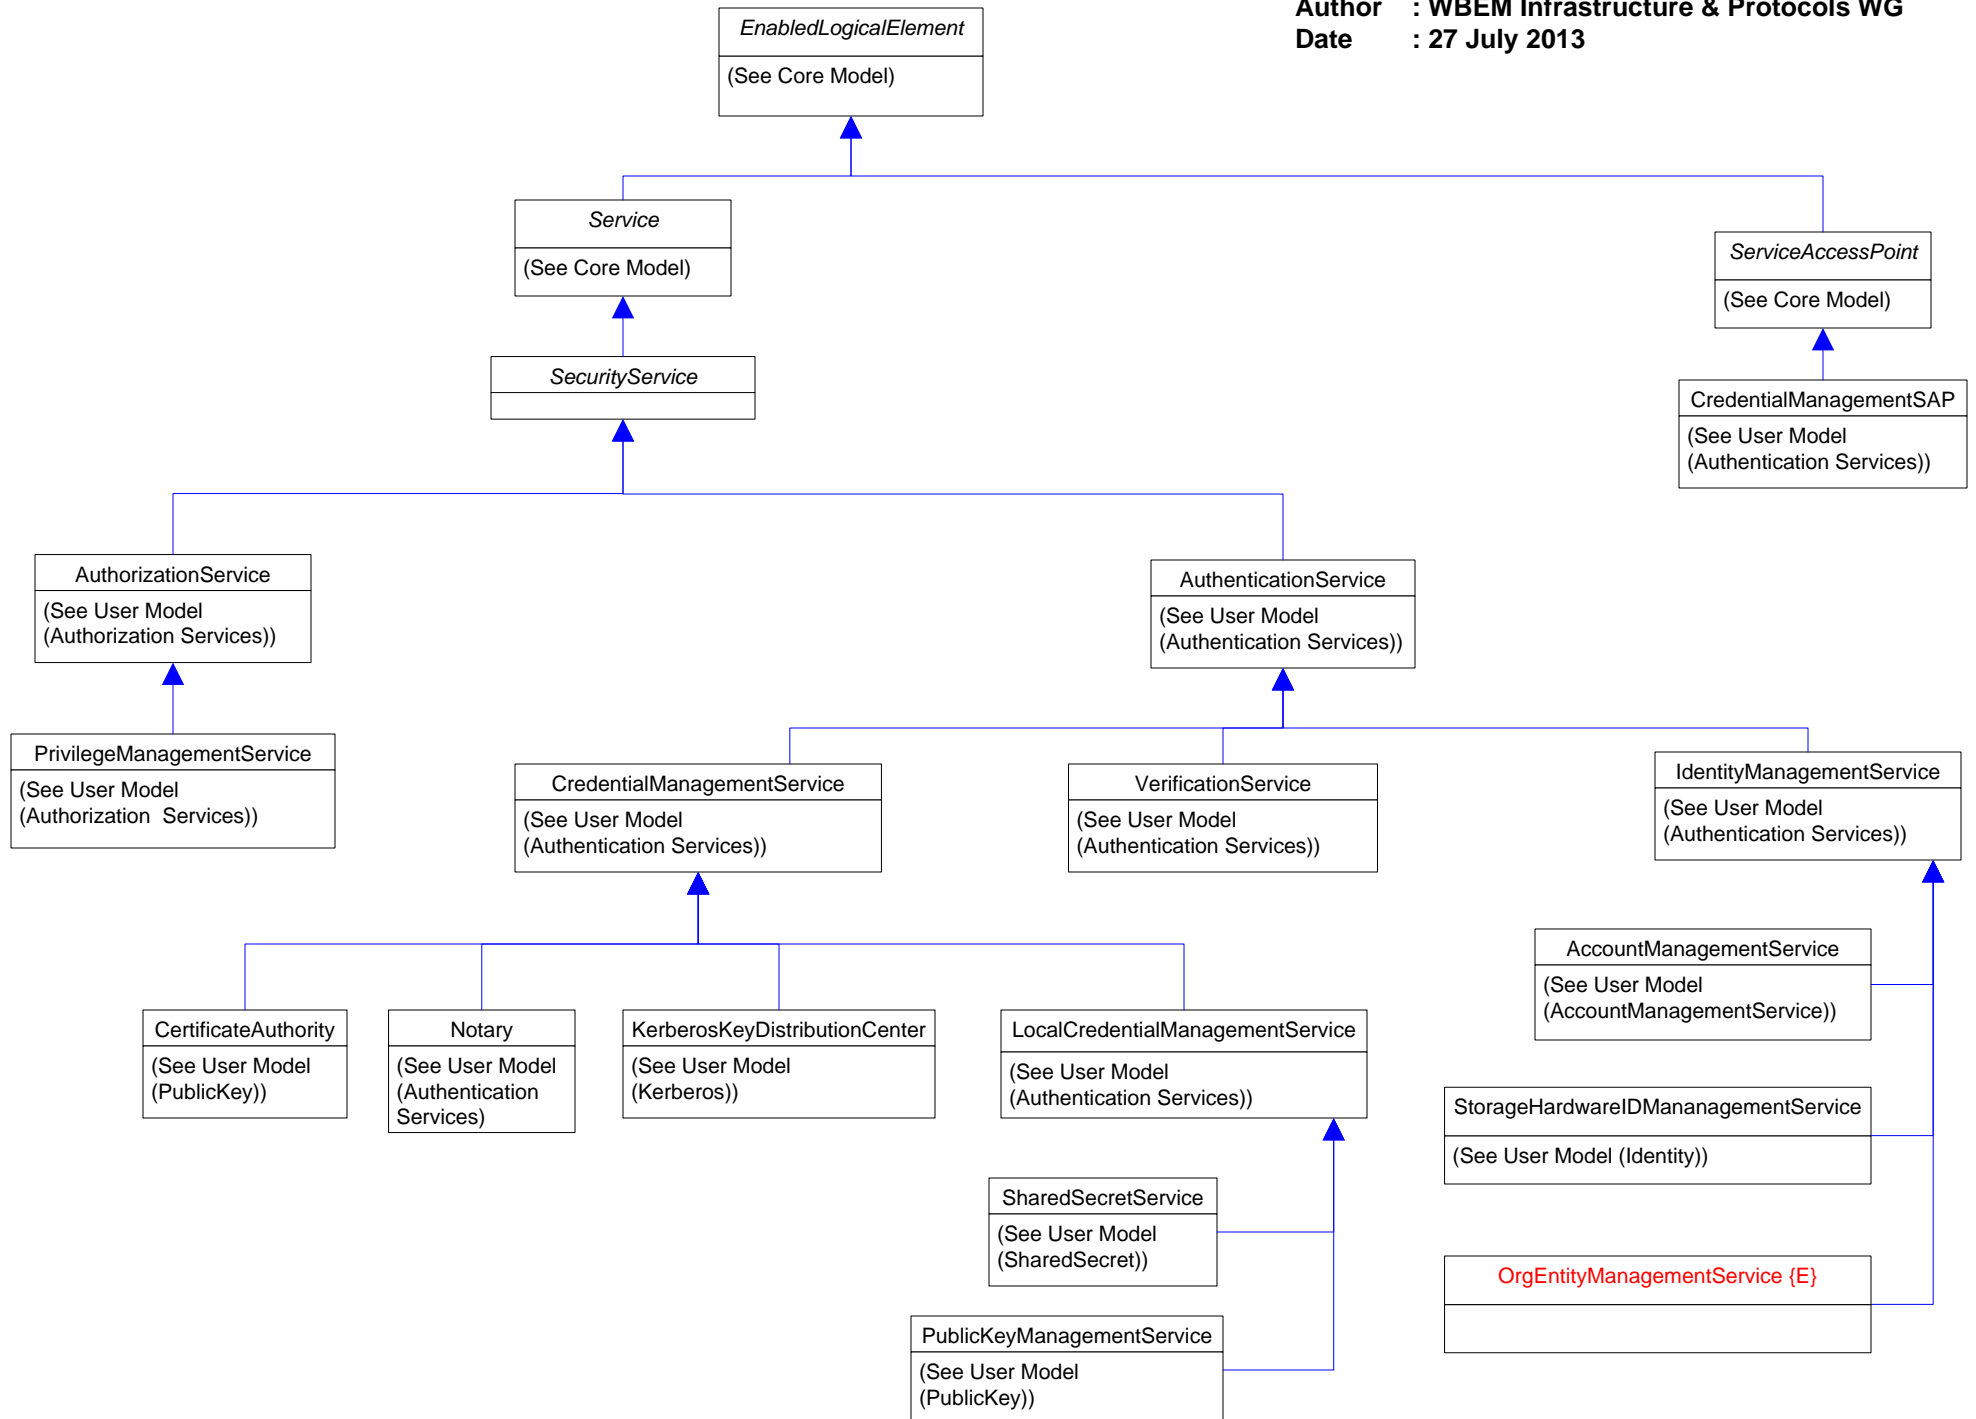 Author : WBEM Infrastructure & Protocols WG
Date : 27 July 2013
EnabledLogicalElement
(See Core Model)
Service
(See Core Model)
ServiceAccessPoint
(See Core Model)
SecurityService
CredentialManagementSAP
(See User Model
(Authentication Services))
AuthorizationService
(See User Model
(Authorization Services))
AuthenticationService
(See User Model
(Authentication Services))
PrivilegeManagementService
(See User Model
(Authorization  Services))
CredentialManagementService
(See User Model
(Authentication Services))
VerificationService
(See User Model
(Authentication Services))
IdentityManagementService
(See User Model
(Authentication Services))
AccountManagementService
(See User Model
(AccountManagementService))
CertificateAuthority
(See User Model
(PublicKey))
Notary
(See User Model
(Authentication
Services)
KerberosKeyDistributionCenter
(See User Model
(Kerberos))
LocalCredentialManagementService
(See User Model
(Authentication Services))
StorageHardwareIDMananagementService
(See User Model (Identity))
SharedSecretService
(See User Model
(SharedSecret))
OrgEntityManagementService {E}
PublicKeyManagementService
(See User Model
(PublicKey))